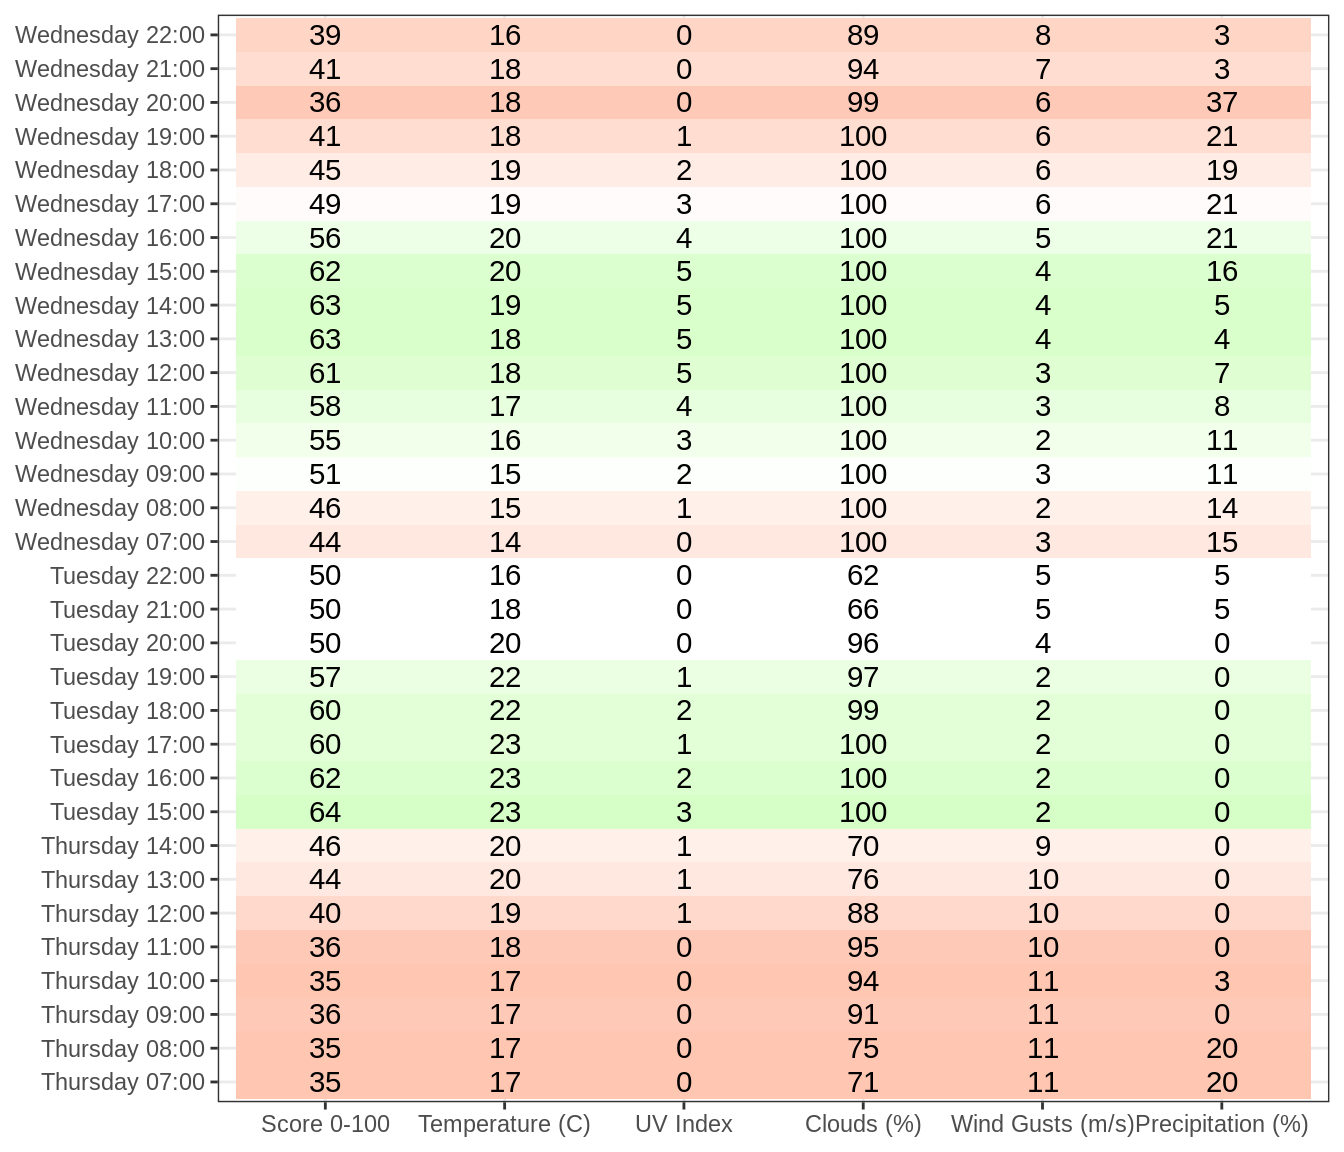 Wednesday 22:00 39 16 0 89 8 3
Wednesday 21:00 41 18 0 94 7 3
Wednesday 20:00 36 18 0 99 6 37
Wednesday 19:00 41 18 1 100 6 21
Wednesday 18:00 45 19 2 100 6 19
Wednesday 17:00 49 19 3 100 6 21
Wednesday 16:00 56 20 4 100 5 21
Wednesday 15:00 62 20 5 100 4 16
Wednesday 14:00 63 19 5 100 4 5
Wednesday 13:00 63 18 5 100 4 4
Wednesday 12:00 61 18 5 100 3 7
Wednesday 11:00 58 17 4 100 3 8
Wednesday 10:00 55 16 3 100 2 11
Wednesday 09:00 51 15 2 100 3 11
Wednesday 08:00 46 15 1 100 2 14
Wednesday 07:00 44 14 0 100 3 15
Tuesday 22:00 50 16 0 62 5 5
Tuesday 21:00 50 18 0 66 5 5
Tuesday 20:00 50 20 0 96 4 0
Tuesday 19:00 57 22 1 97 2 0
Tuesday 18:00 60 22 2 99 2 0
Tuesday 17:00 60 23 1 100 2 0
Tuesday 16:00 62 23 2 100 2 0
Tuesday 15:00 64 23 3 100 2 0
Thursday 14:00 46 20 1 70 9 0
Thursday 13:00 44 20 1 76 10 0
Thursday 12:00 40 19 1 88 10 0
Thursday 11:00 36 18 0 95 10 0
Thursday 10:00 35 17 0 94 11 3
Thursday 09:00 36 17 0 91 11 0
Thursday 08:00 35 17 0 75 11 20
Thursday 07:00 35 17 0 71 11 20
Score 0-100 Temperature (C) UV Index Clouds (%) Wind Gusts (m/s) Precipitation (%)